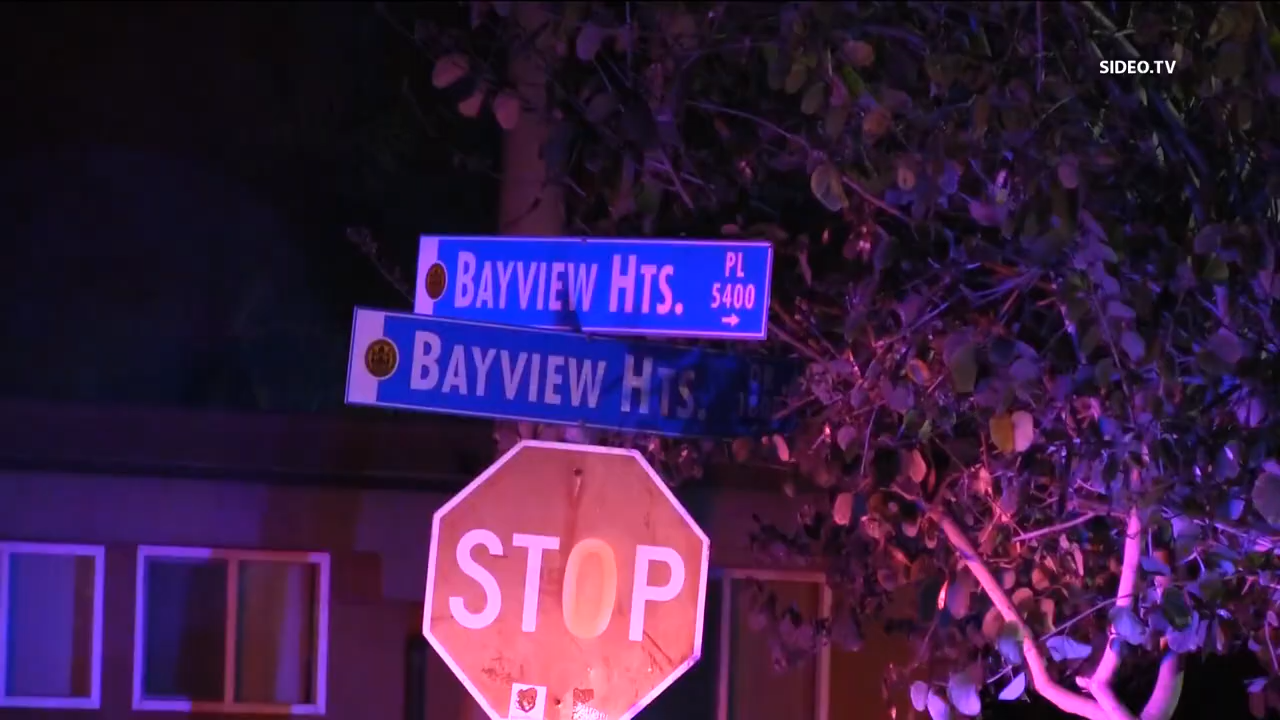 SIDEO.TV
BAYVIEW HTS. PL
5400
→
BAYVIEW HTS.
STOP